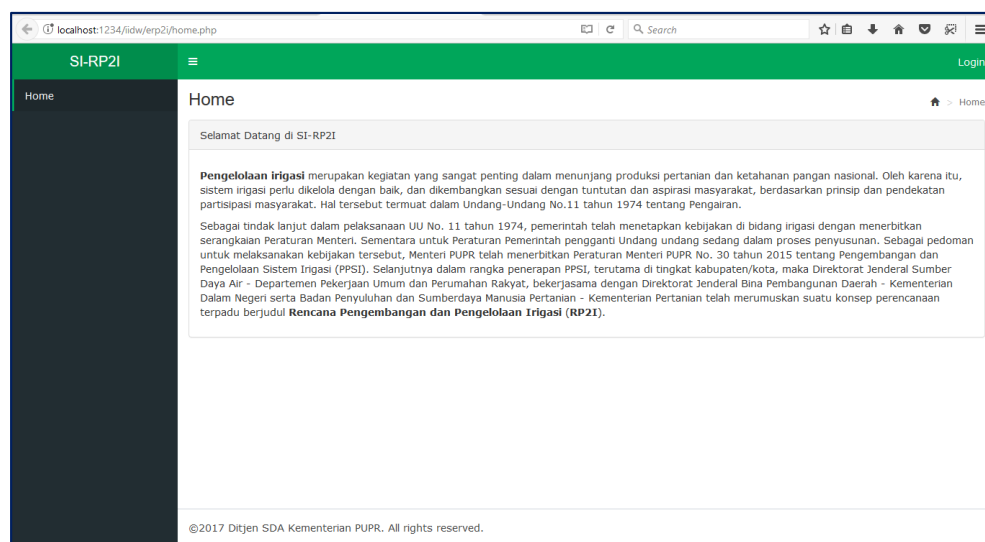 localhost:1234/iidw/erp2i/home.php
Search
SI-RP2I
Login
Home
Home
> Home
Selamat Datang di SI-RP2I
Pengelolaan irigasi merupakan kegiatan yang sangat penting dalam menunjang produksi pertanian dan ketahanan pangan nasional. Oleh karena itu,
sistem irigasi perlu dikelola dengan baik, dan dikembangkan sesuai dengan tuntutan dan aspirasi masyarakat, berdasarkan prinsip dan pendekatan
partisipasi masyarakat. Hal tersebut termuat dalam Undang-Undang No.11 tahun 1974 tentang Pengairan.
Sebagai tindak lanjut dalam pelaksanaan UU No. 11 tahun 1974, pemerintah telah menetapkan kebijakan di bidang irigasi dengan menerbitkan
serangkaian Peraturan Menteri. Sementara untuk Peraturan Pemerintah pengganti Undang undang sedang dalam proses penyusunan. Sebagai pedoman
untuk melaksanakan kebijakan tersebut, Menteri PUPR telah menerbitkan Peraturan Menteri PUPR No. 30 tahun 2015 tentang Pengembangan dan
Pengelolaan Sistem Irigasi (PPSI). Selanjutnya dalam rangka penerapan PPSI, terutama di tingkat kabupaten/kota, maka Direktorat Jenderal Sumber
Daya Air - Departemen Pekerjaan Umum dan Perumahan Rakyat, bekerjasama dengan Direktorat Jenderal Bina Pembangunan Daerah - Kementerian
Dalam Negeri serta Badan Penyuluhan dan Sumberdaya Manusia Pertanian - Kementerian Pertanian telah merumuskan suatu konsep perencanaan
terpadu berjudul Rencana Pengembangan dan Pengelolaan Irigasi (RP2I).
©2017 Ditjen SDA Kementerian PUPR. All rights reserved.